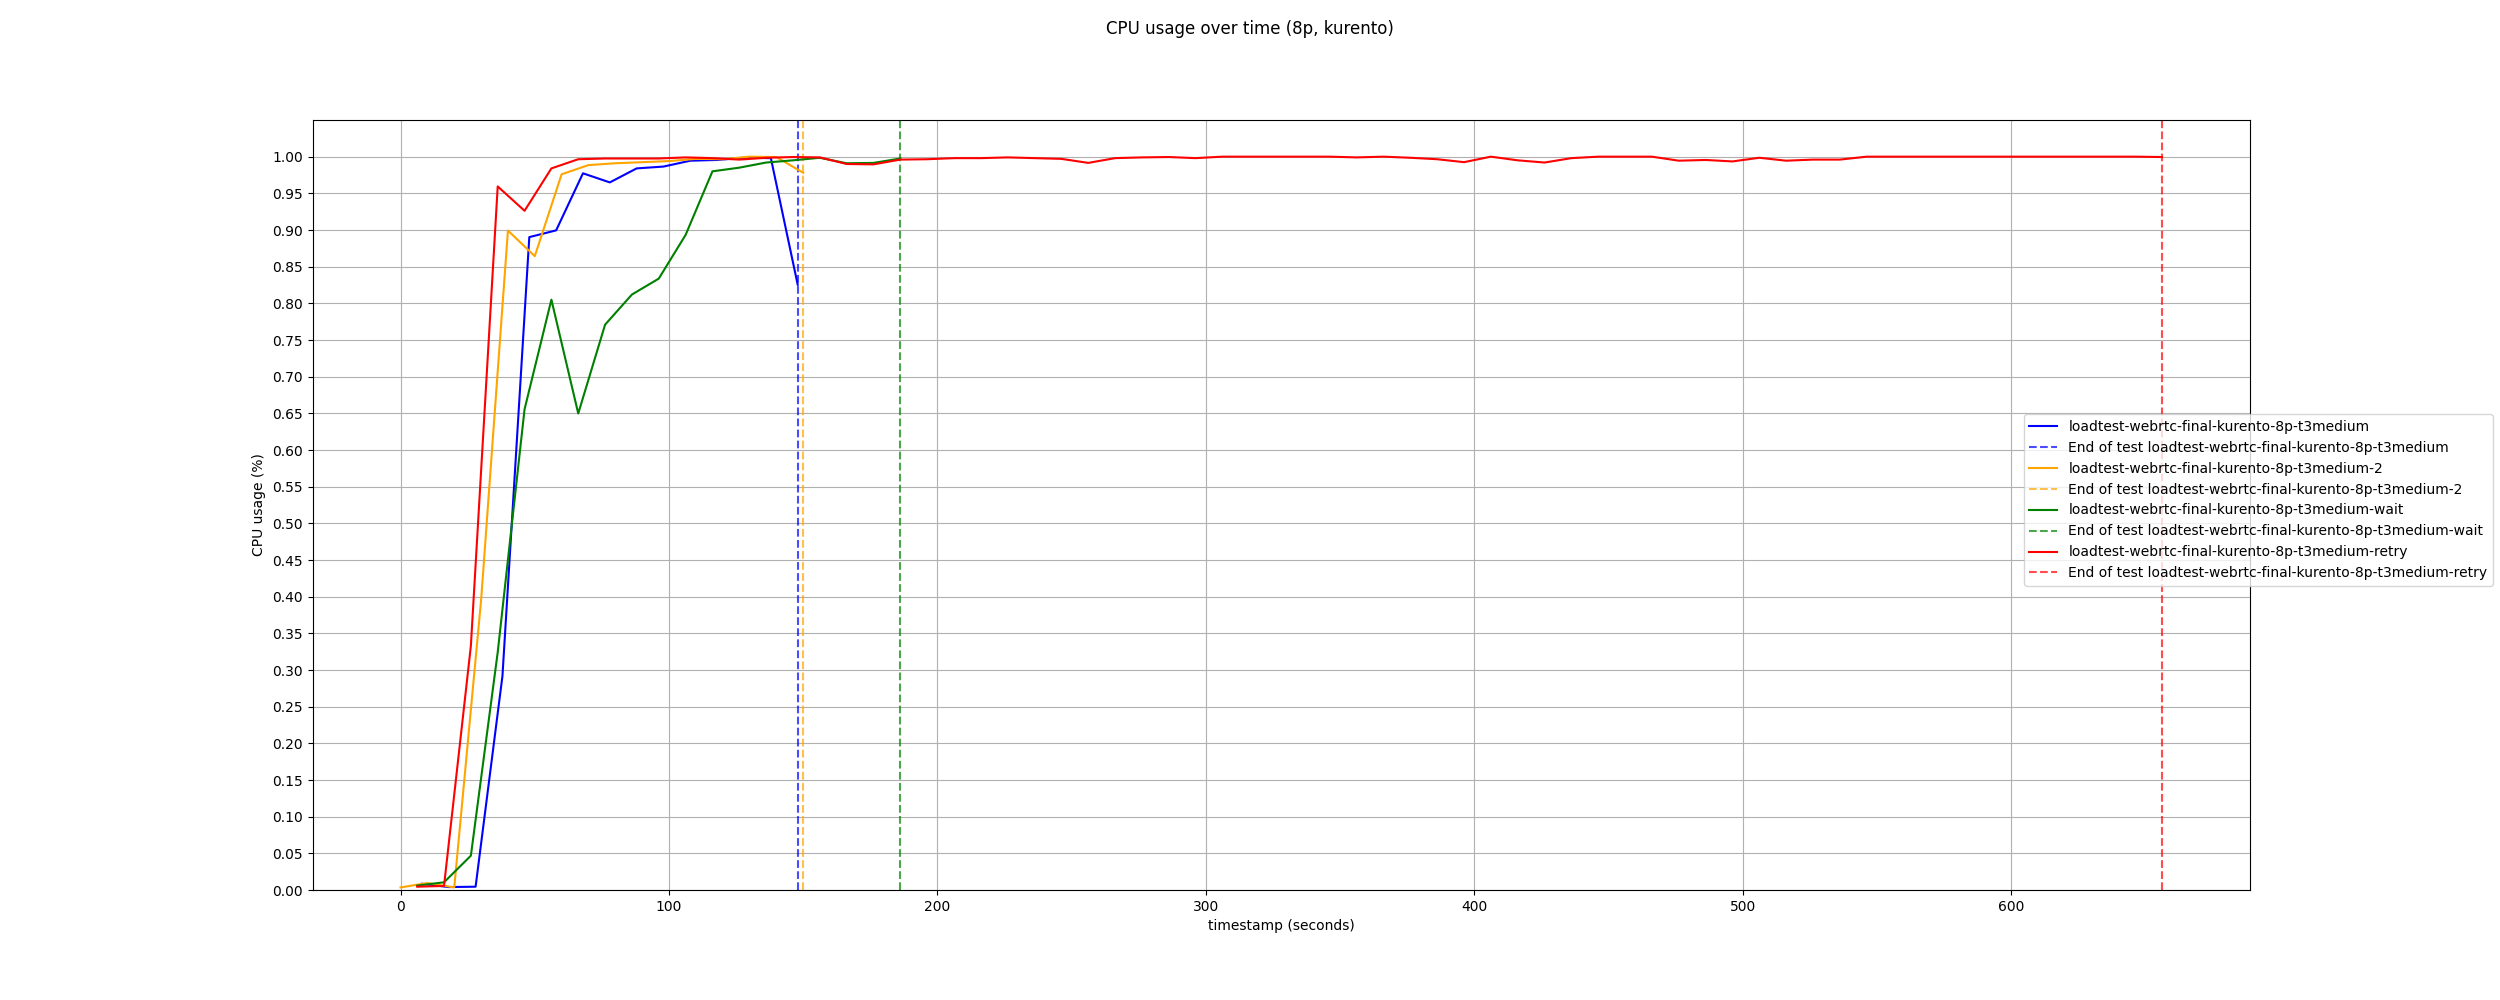 CPU usage over time (8p, kurento)
1.00
0.95
0.90
0.85
0.80
0.75
0.70
0.65
0.60
0.55
0.50
0.45
0.40
0.35
0.30
0.25
0.20
0.15
0.10
0.05
0.00
CPU usage (%)
0 100 200 300 400 500 600
timestamp (seconds)
loadtest-webrtc-final-kurento-8p-t3medium
End of test loadtest-webrtc-final-kurento-8p-t3medium
loadtest-webrtc-final-kurento-8p-t3medium-2
End of test loadtest-webrtc-final-kurento-8p-t3medium-2
loadtest-webrtc-final-kurento-8p-t3medium-wait
End of test loadtest-webrtc-final-kurento-8p-t3medium-wait
loadtest-webrtc-final-kurento-8p-t3medium-retry
End of test loadtest-webrtc-final-kurento-8p-t3medium-retry